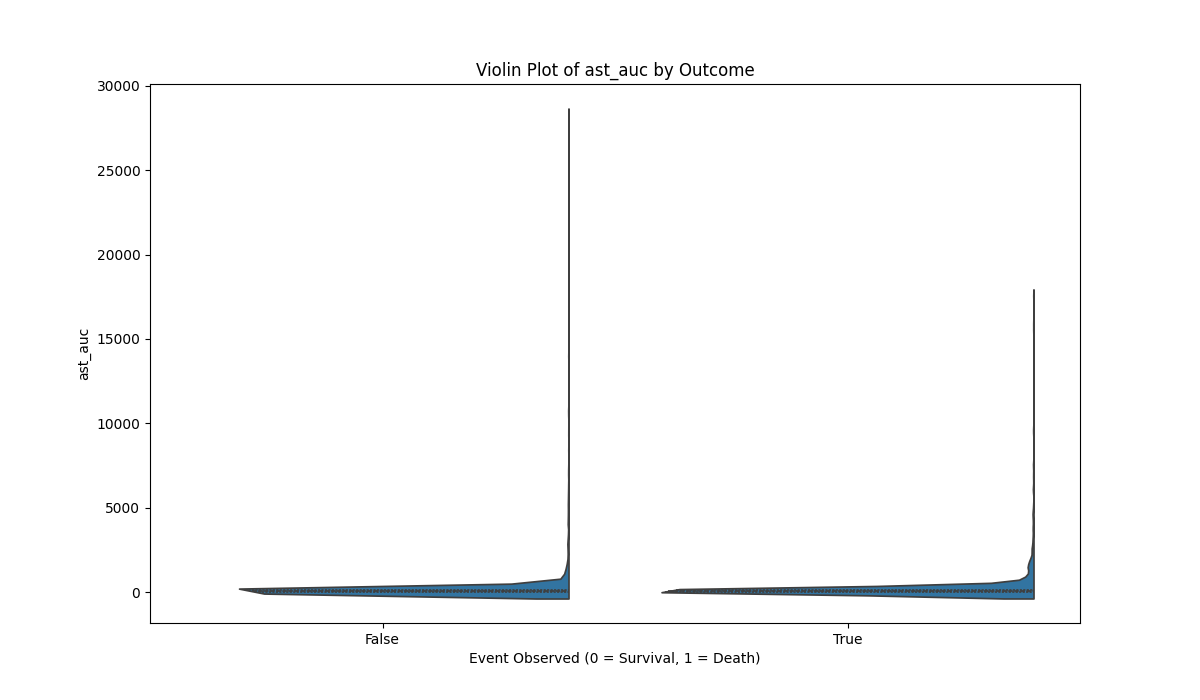 Violin Plot of ast_auc by Outcome
30000
25000
20000
15000
10000
5000
0
ast_auc
False
True
Event Observed (0 = Survival, 1 = Death)